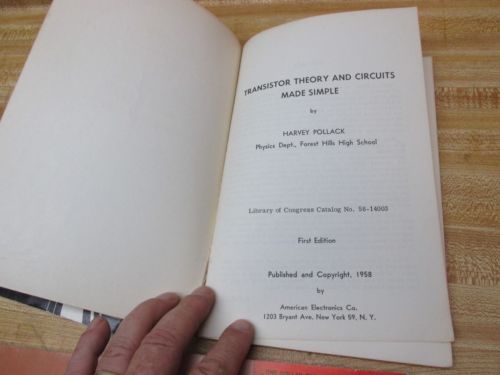 TRANSISTOR THEORY AND CIRCUITS
MADE SIMPLE
by
HARVEY POLLACK
Physics Dept., Forest Hills High School
Library of Congress Catalog No. 58-14003
First Edition
Published and Copyright, 1958
by
American Electronics Co.
1203 Bryant Ave. New York 59, N. Y.